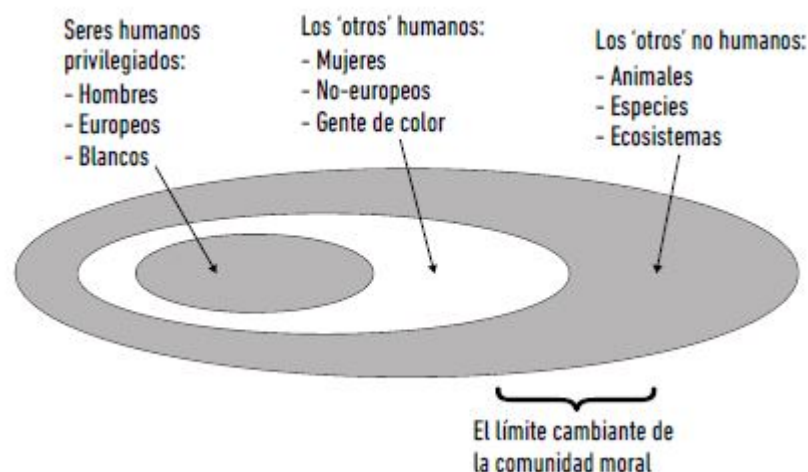 Seres humanos
privilegiados:
- Hombres
- Europeos
- Blancos
Los 'otros' humanos:
- Mujeres
- No-europeos
- Gente de color
Los 'otros' no humanos:
- Animales
- Especies
- Ecosistemas
El límite cambiante de
la comunidad moral